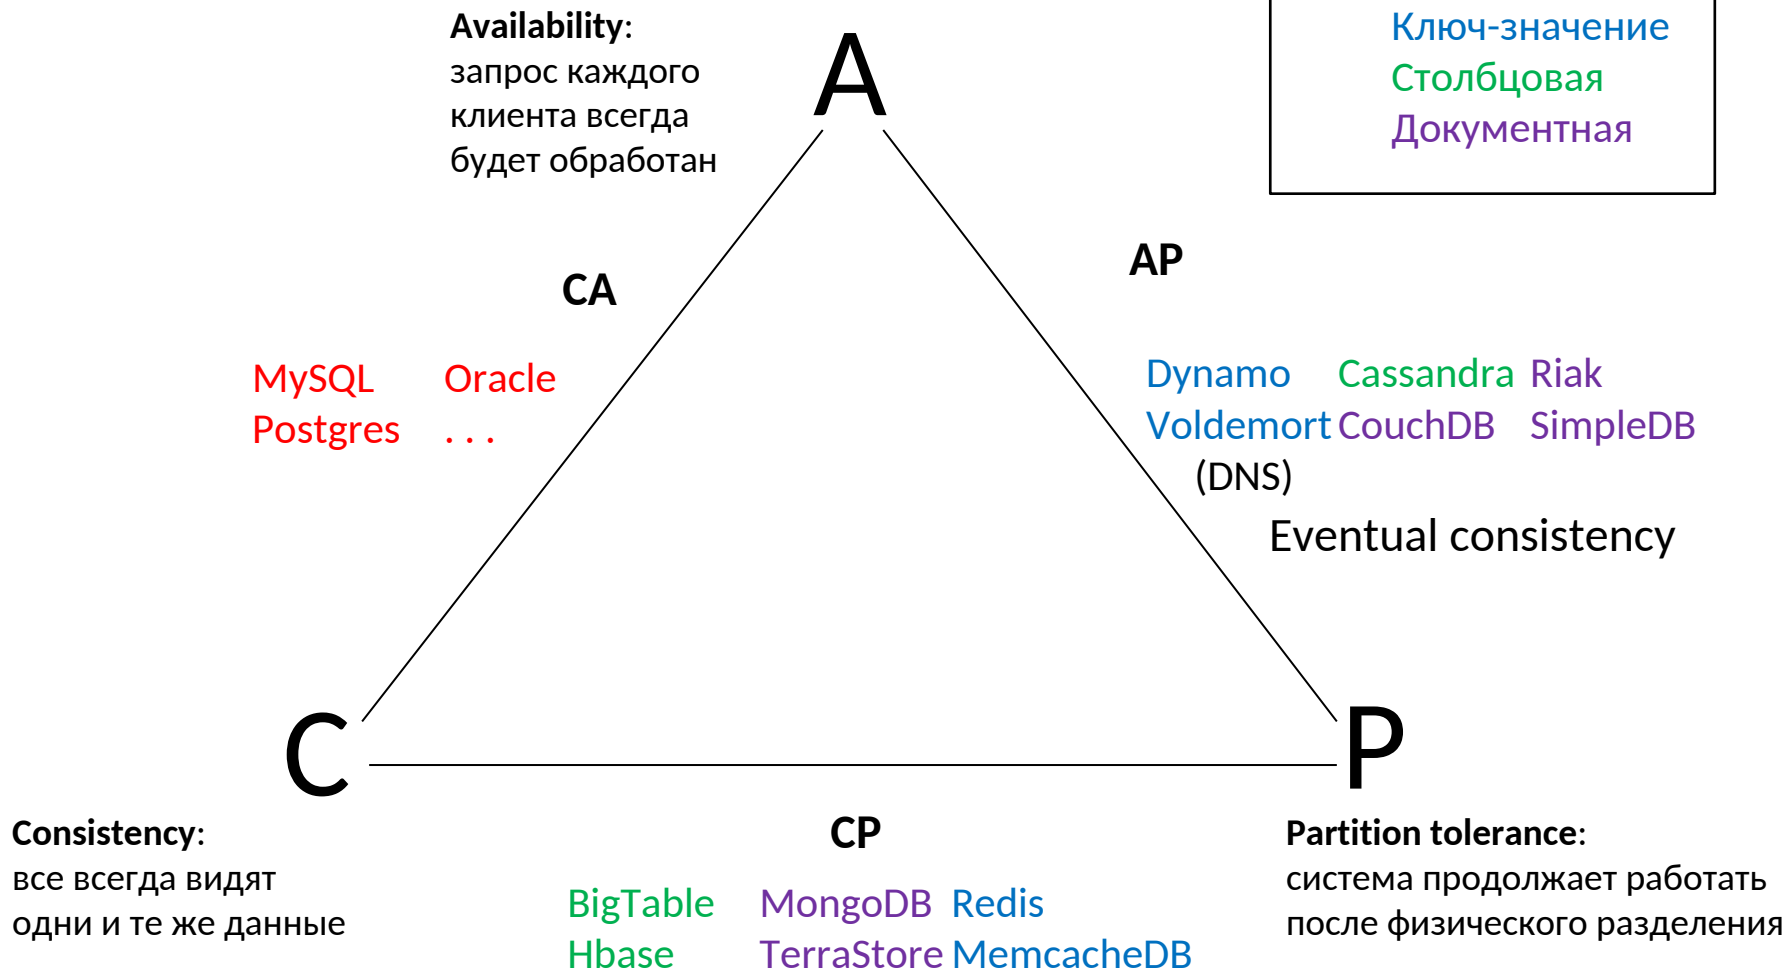 Availability:
запрос каждого
клиента всегда
будет обработан
A
Ключ-значение
Столбцовая
Документная
CA
AP
MySQL Oracle
Postgres . . .
Dynamo Cassandra Riak
Voldemort CouchDB SimpleDB
(DNS)
Eventual consistency
C
P
Consistency:
все всегда видят
одни и те же данные
CP
BigTable MongoDB Redis
Hbase TerraStore MemcacheDB
Partition tolerance:
система продолжает работать
после физического разделения